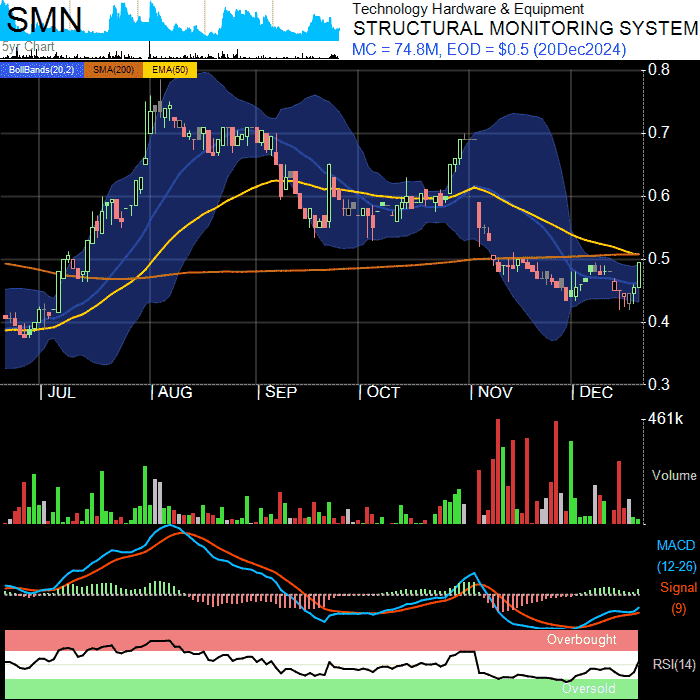 SMN
5yr Chart
Technology Hardware & Equipment
STRUCTURAL MONITORING SYSTEM
MC = 74.8M, EOD = $0.5 (20Dec2024)
BollBands(20,2) SMA(200) EMA(50)
0.8
0.7
0.6
0.5
0.4
0.3
JUL AUG SEP OCT NOV DEC
461k
Volume
MACD
(12-26)
Signal
(9)
Overbought
RSI(14)
Oversold